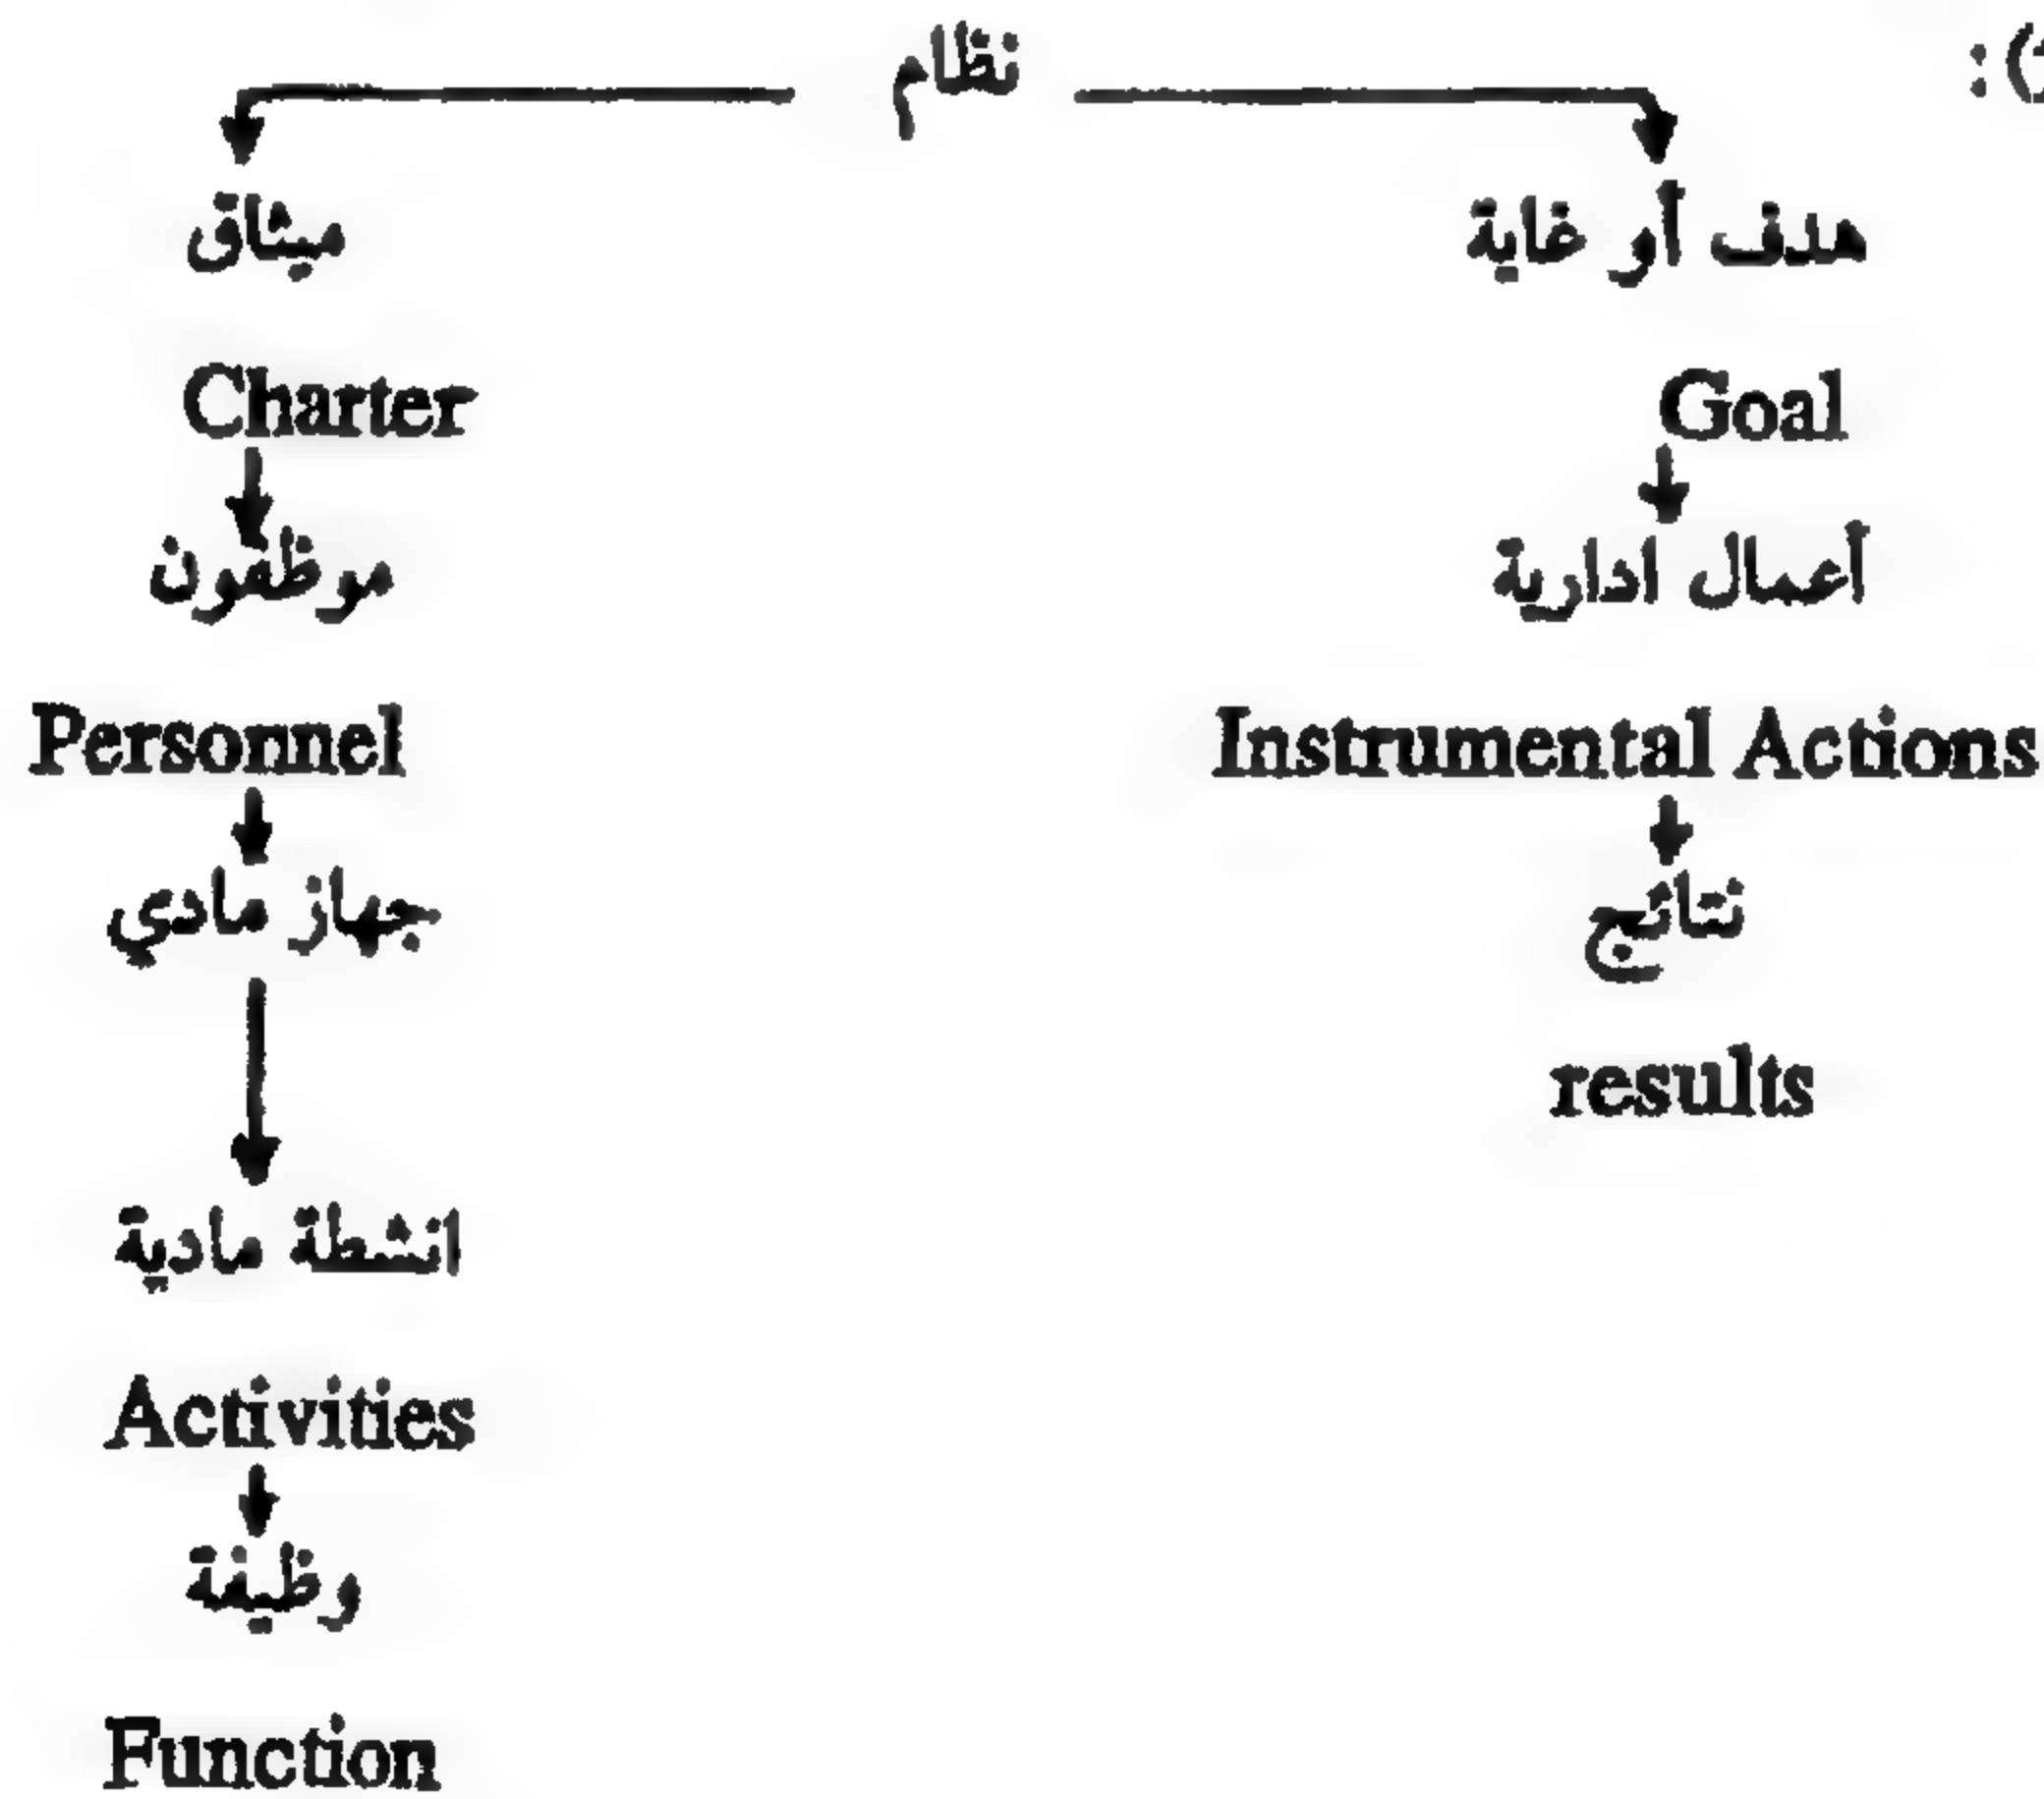 نظام
هدف أو غاية
ميثاق
Goal
Charter
أعمال ادارية
موظفون
Instrumental Actions
Personnel
نتائج
جهاز مادي
results
انشطة مادية
Activities
وظيفة
Function